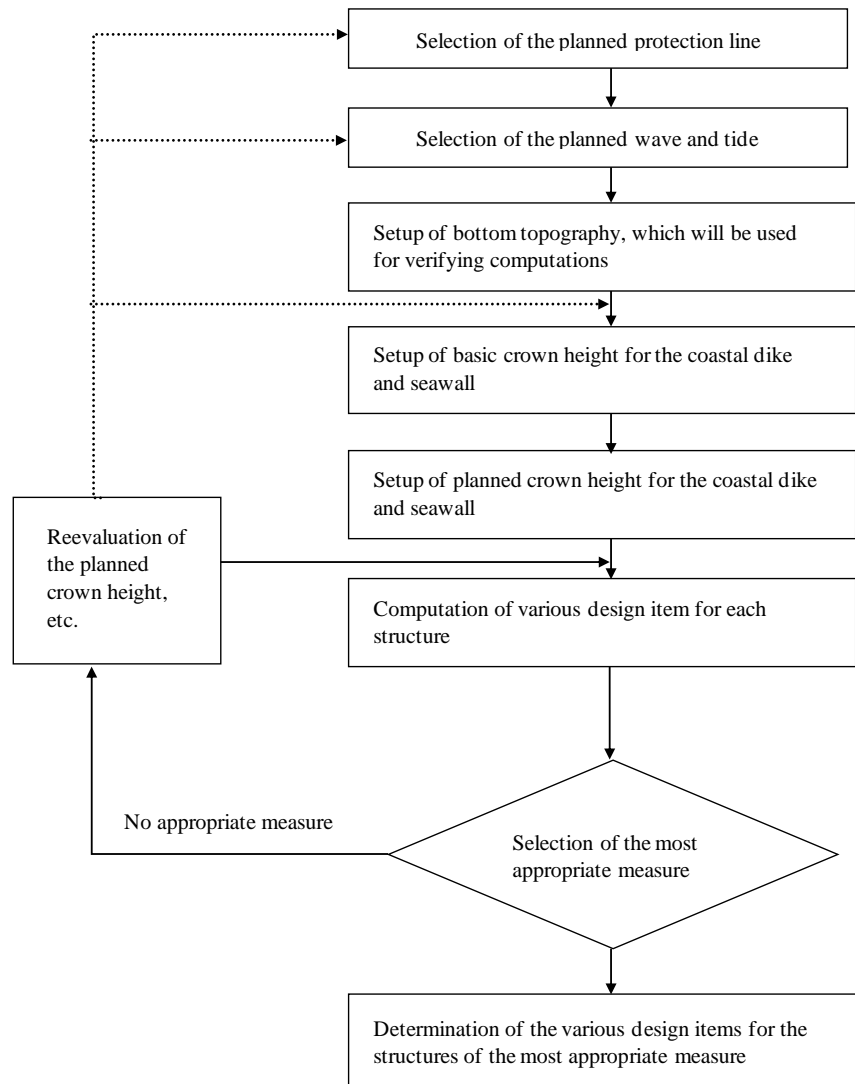 Selection of the planned protection line
Selection of the planned wave and tide
Setup of bottom topography, which will be used
for verifying computations
Setup of basic crown height for the coastal dike
and seawall
Setup of planned crown height for the coastal dike
and seawall
Reevaluation of
the planned
crown height,
etc.
Computation of various design item for each
structure
No appropriate measure
Selection of the most
appropriate measure
Determination of the various design items for the
structures of the most appropriate measure